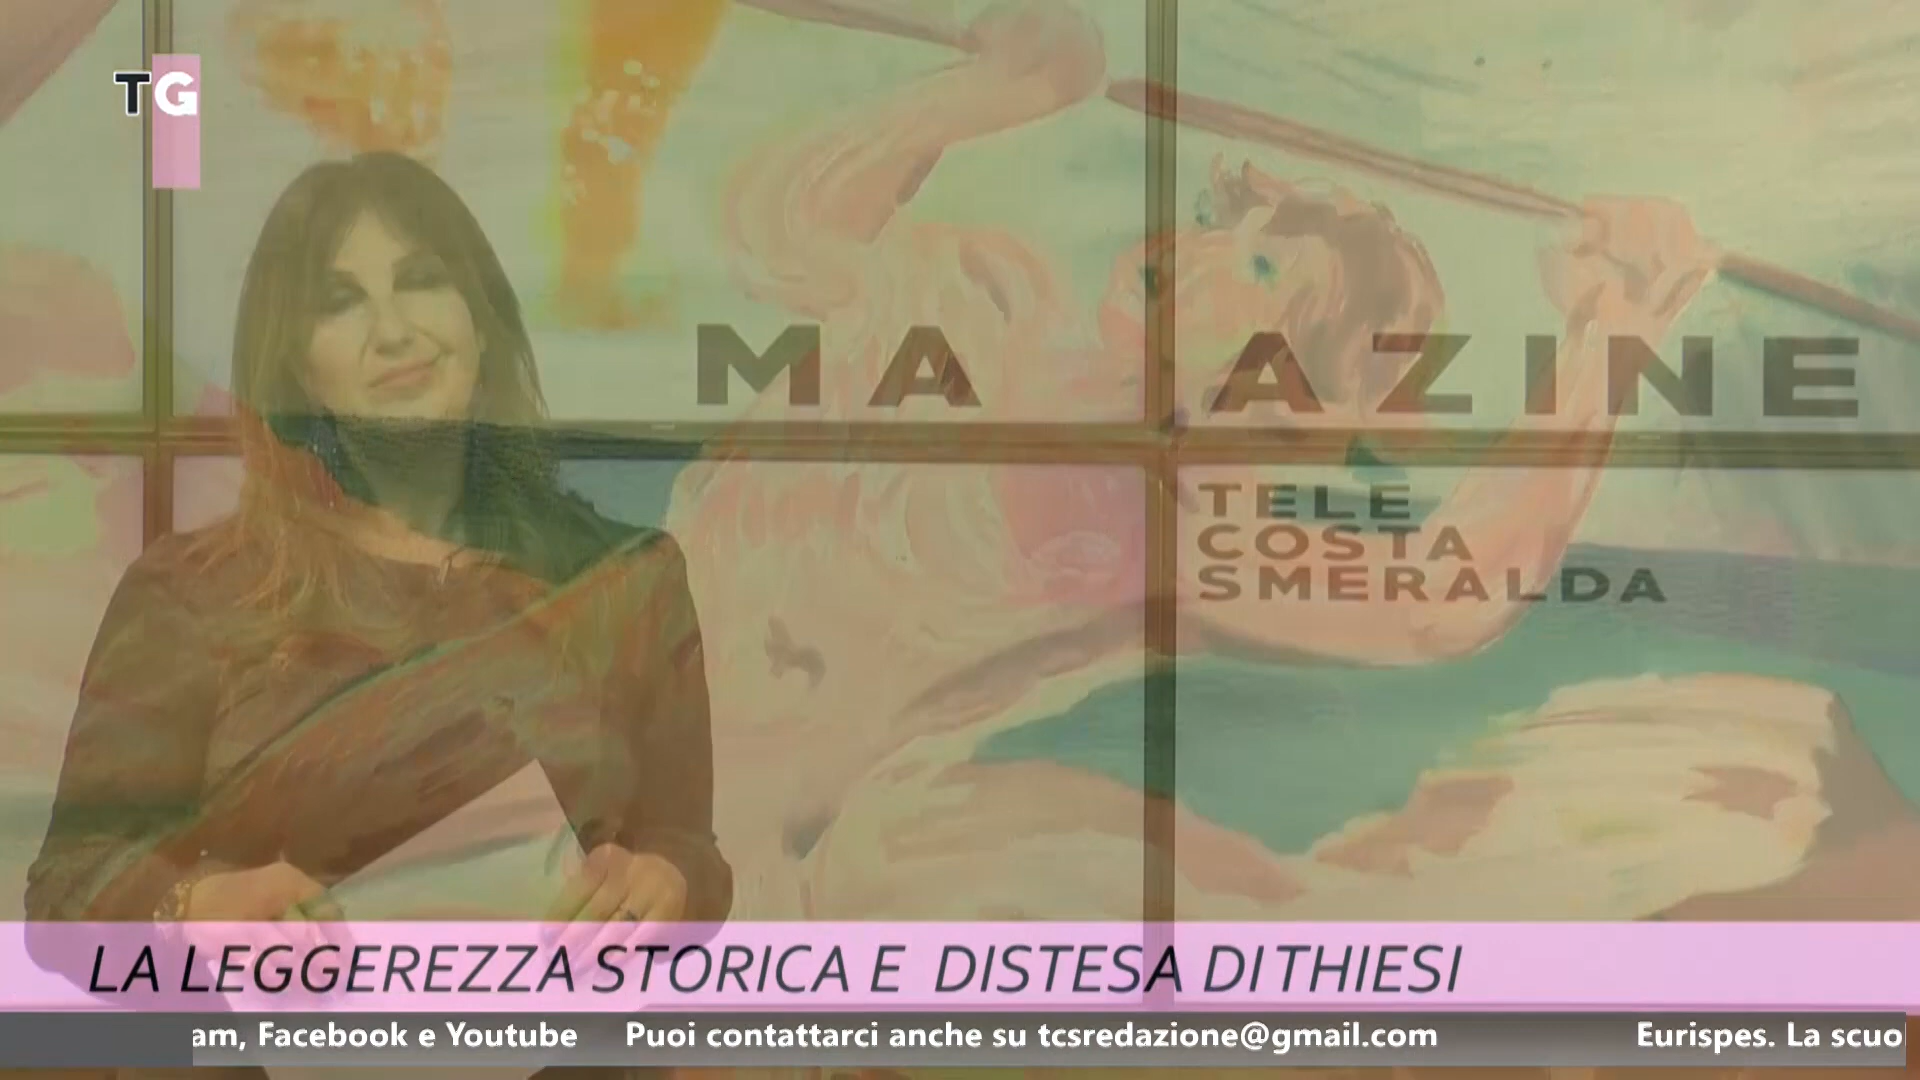 TG
MA AZINE
TELE
COSTA
SMERALDA
LA LEGGEREZZA STORICA E DISTESA DI THIESI
am, Facebook e Youtube Puoi contattarci anche su tcsredazione@gmail.com Eurispes. La scuo